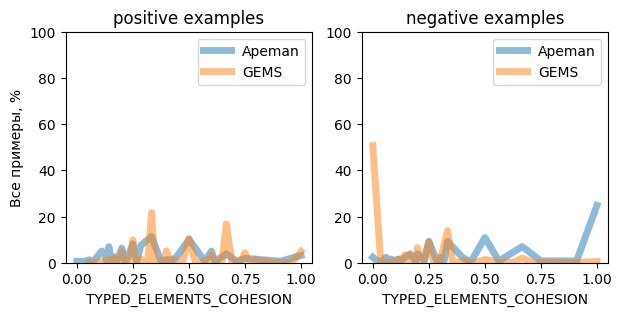 positive examples
negative examples
100
80
60
40
20
0
Все примеры, %
Apeman
GEMS
0.00
0.25
0.50
0.75
1.00
TYPED_ELEMENTS_COHESION
100
80
60
40
20
0
Apeman
GEMS
0.00
0.25
0.50
0.75
1.00
TYPED_ELEMENTS_COHESION